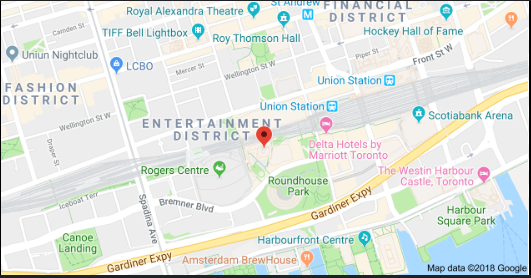 Royal Alexandra Theatre
St Andrew
M
FINANCIAL
DISTRICT
TIFF Bell Lightbox
Roy Thomson Hall
Hockey Hall of Fame
Uniun Nightclub
LCBO
Mercer St
Wellington St W
Front St W
Union Station
FASHION
DISTRICT
Wellington St W
Union Station
Scotiabank Arena
ENTERTAINMENT
DISTRICT
Draper St
Delta Hotels by
Marriott Toronto
Rogers Centre
The Westin Harbour
Castle, Toronto
Roundhouse
Park
Iceboat Terr
Bremner Blvd
Spadina Ave
Gardiner Expy
Harbour
Square Park
Canoe
Landing
Harbourfront Centre
Gardiner Expy
Amsterdam BrewHouse
Map data ©2018 Google